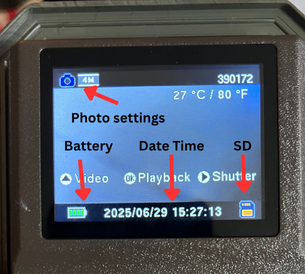 4M 390172
27 °C / 80 °F
Photo settings
Battery Date Time SD
Video OK Playback Shutter
2025/06/29 15:27:13